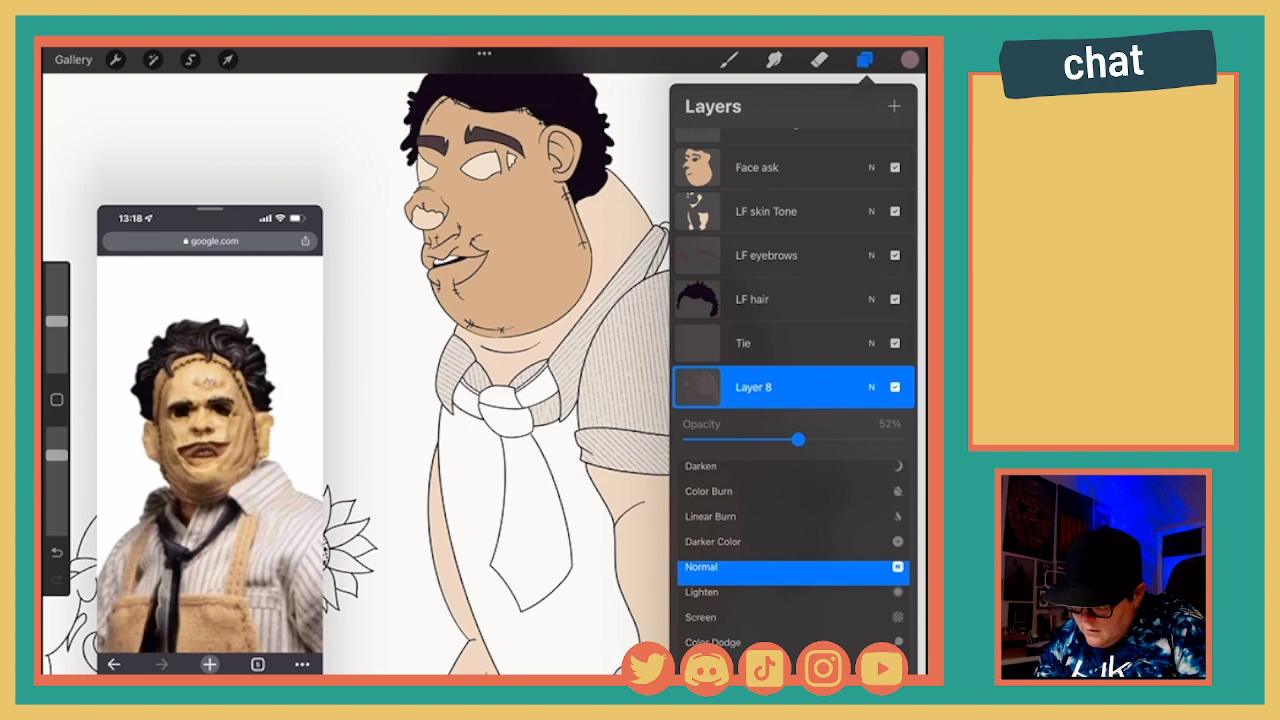 Gallery
Layers
Face ask
N
LF skin Tone
N
LF eyebrows
N
LF hair
N
Tie
N
Layer 8
N
Opacity
52%
Darken
Color Burn
Linear Burn
Darker Color
Normal
N
Lighten
Screen
Color Dodge
13:18
google.com
chat